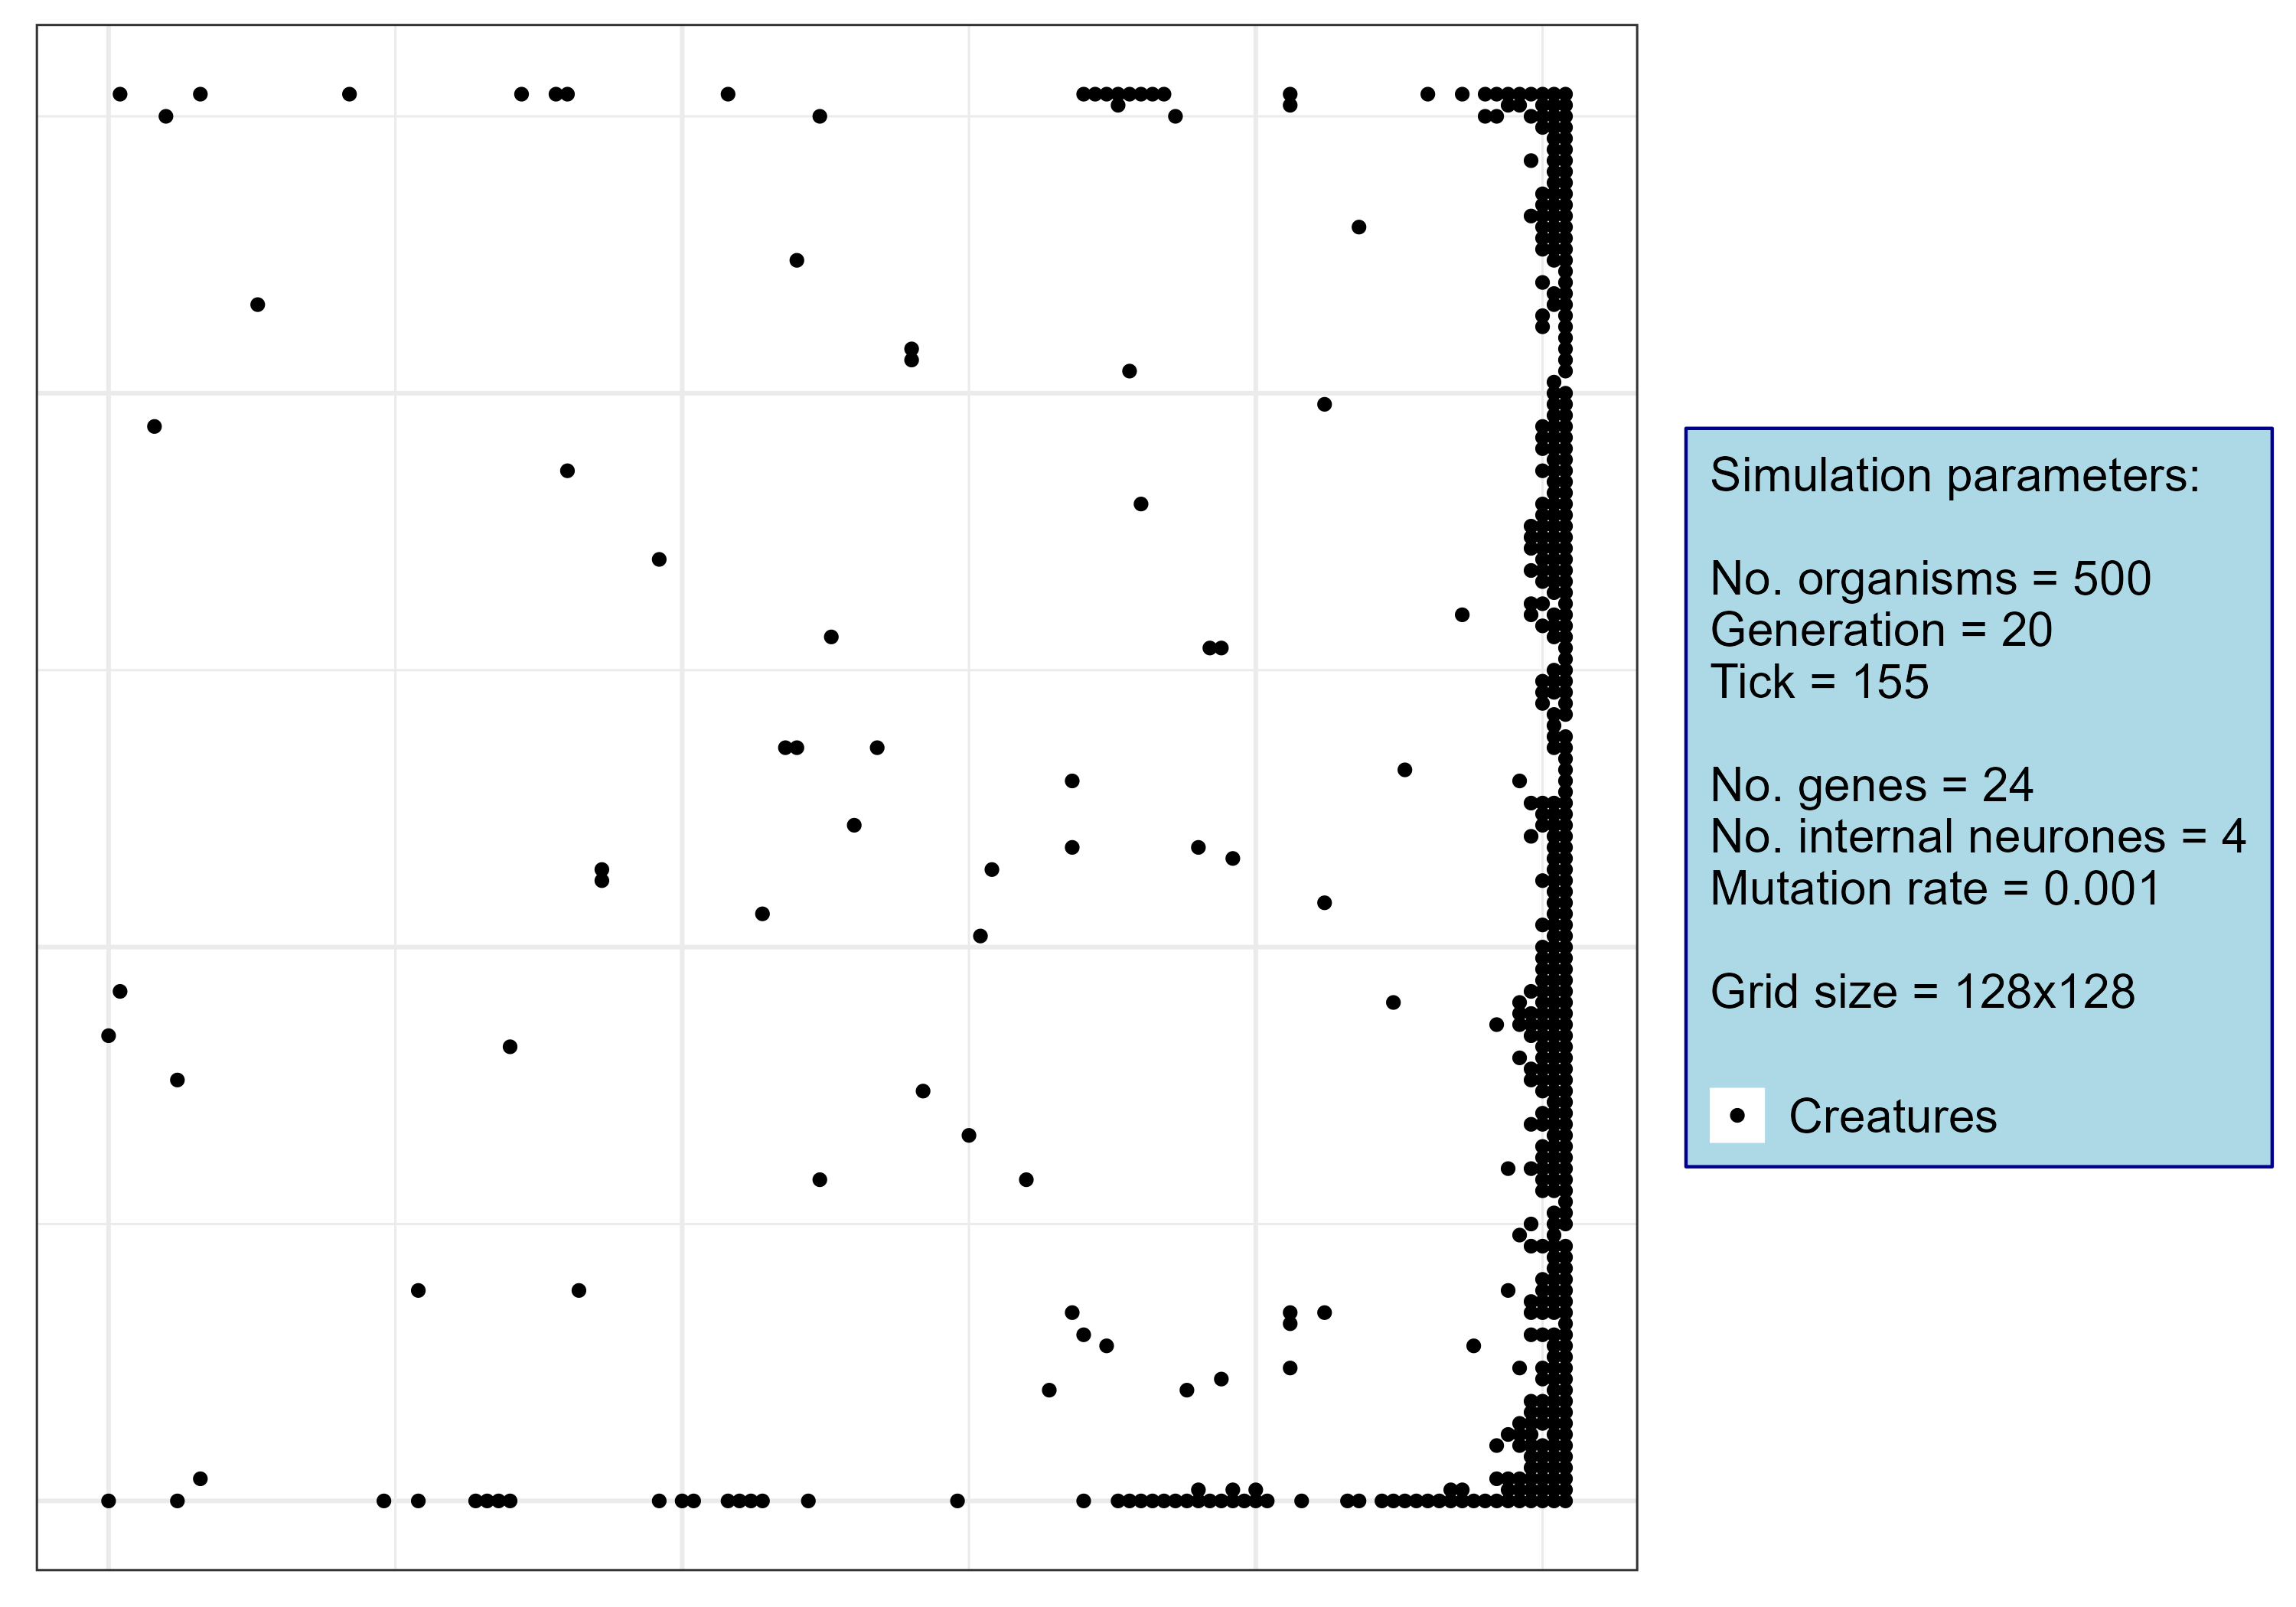 Simulation parameters:
No. organisms = 500
Generation = 20
Tick = 155
No. genes = 24
No. internal neurones = 4
Mutation rate = 0.001
Grid size = 128x128
Creatures